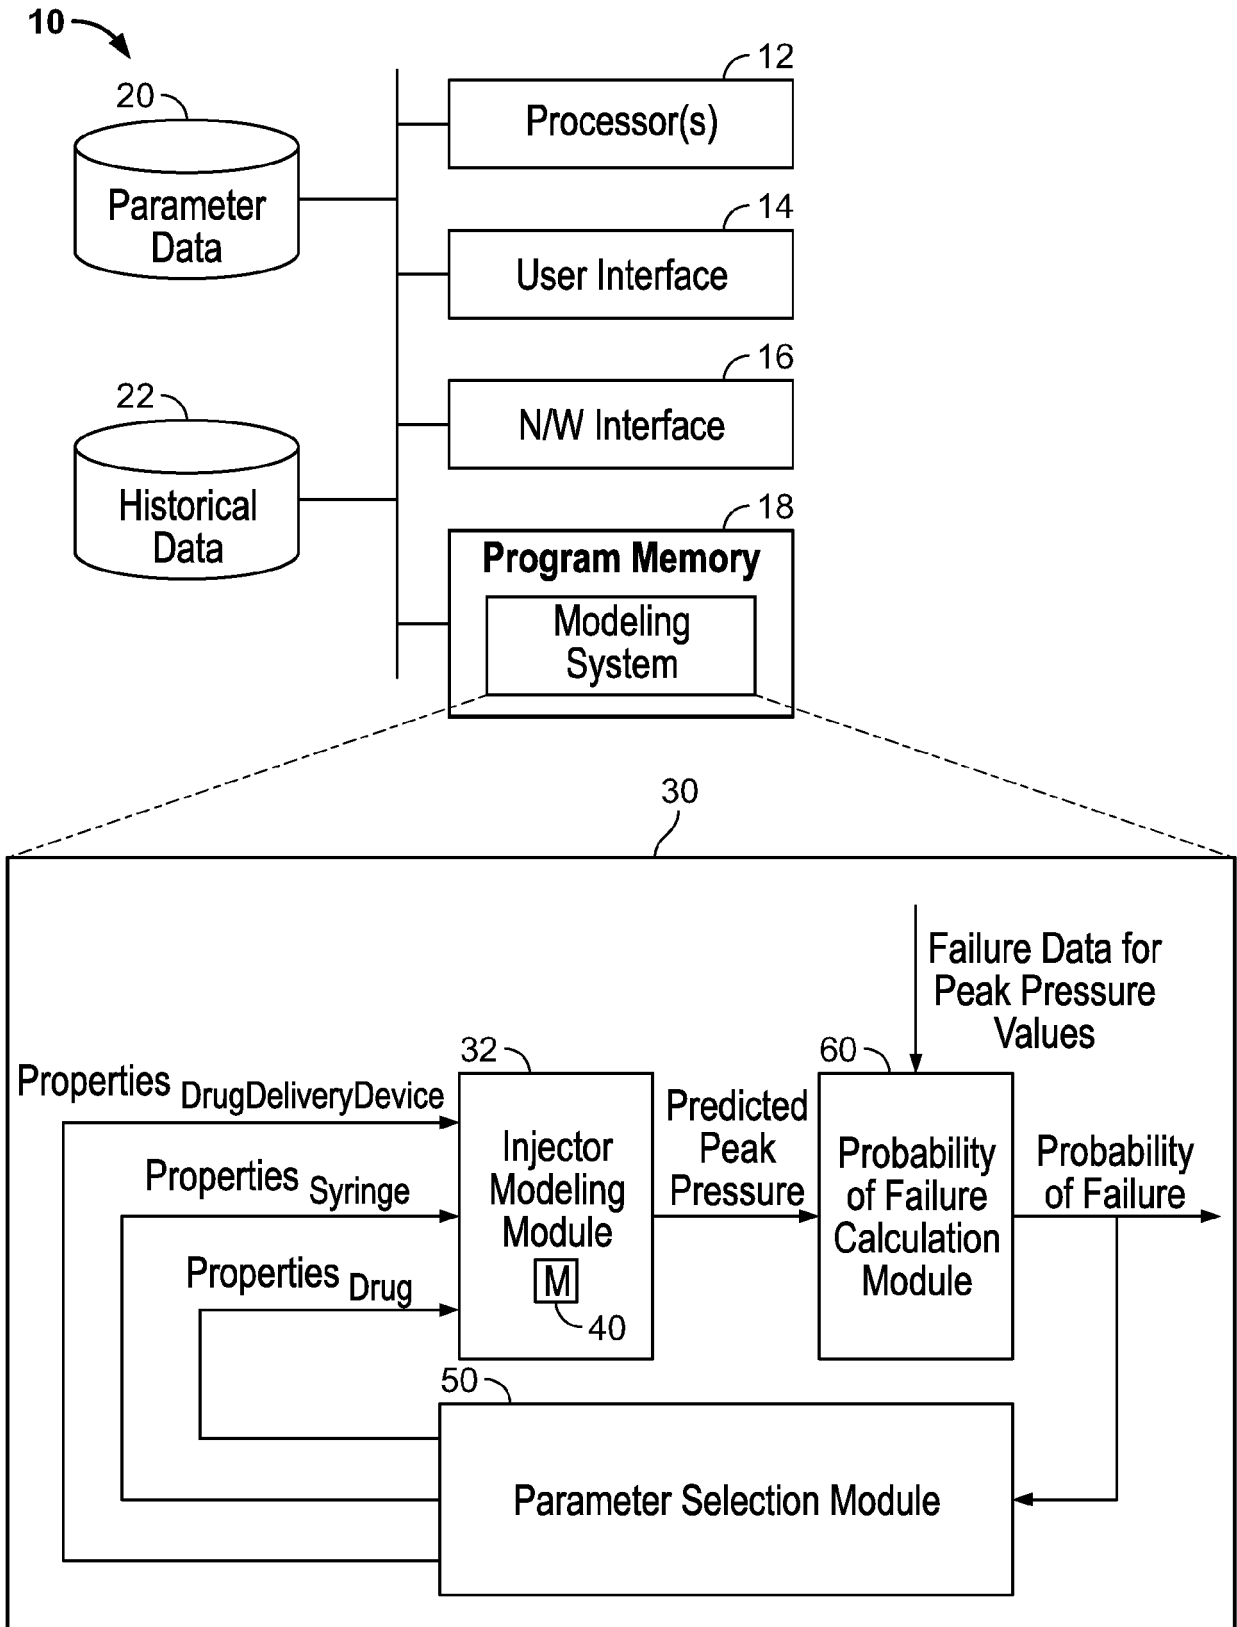 10
20
Parameter
Data
22
Historical
Data
12
Processor(s)
14
User Interface
16
N/W Interface
18
Program Memory
Modeling
System
30
Failure Data for
Peak Pressure
Values
Properties DrugDeliveryDevice
Properties Syringe
Properties Drug
32
Injector
Modeling
Module
M
40
Predicted
Peak
Pressure
60
Probability
of Failure
Calculation
Module
Probability
of Failure
50
Parameter Selection Module